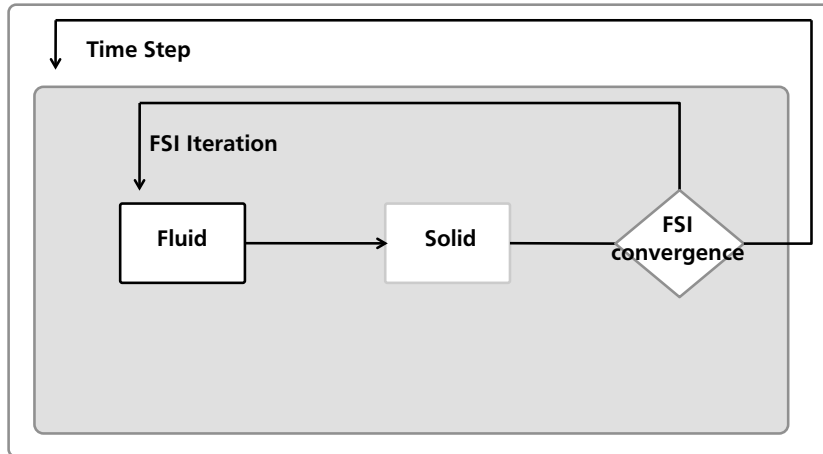 Time Step
FSI Iteration
Fluid
Solid
FSI
convergence